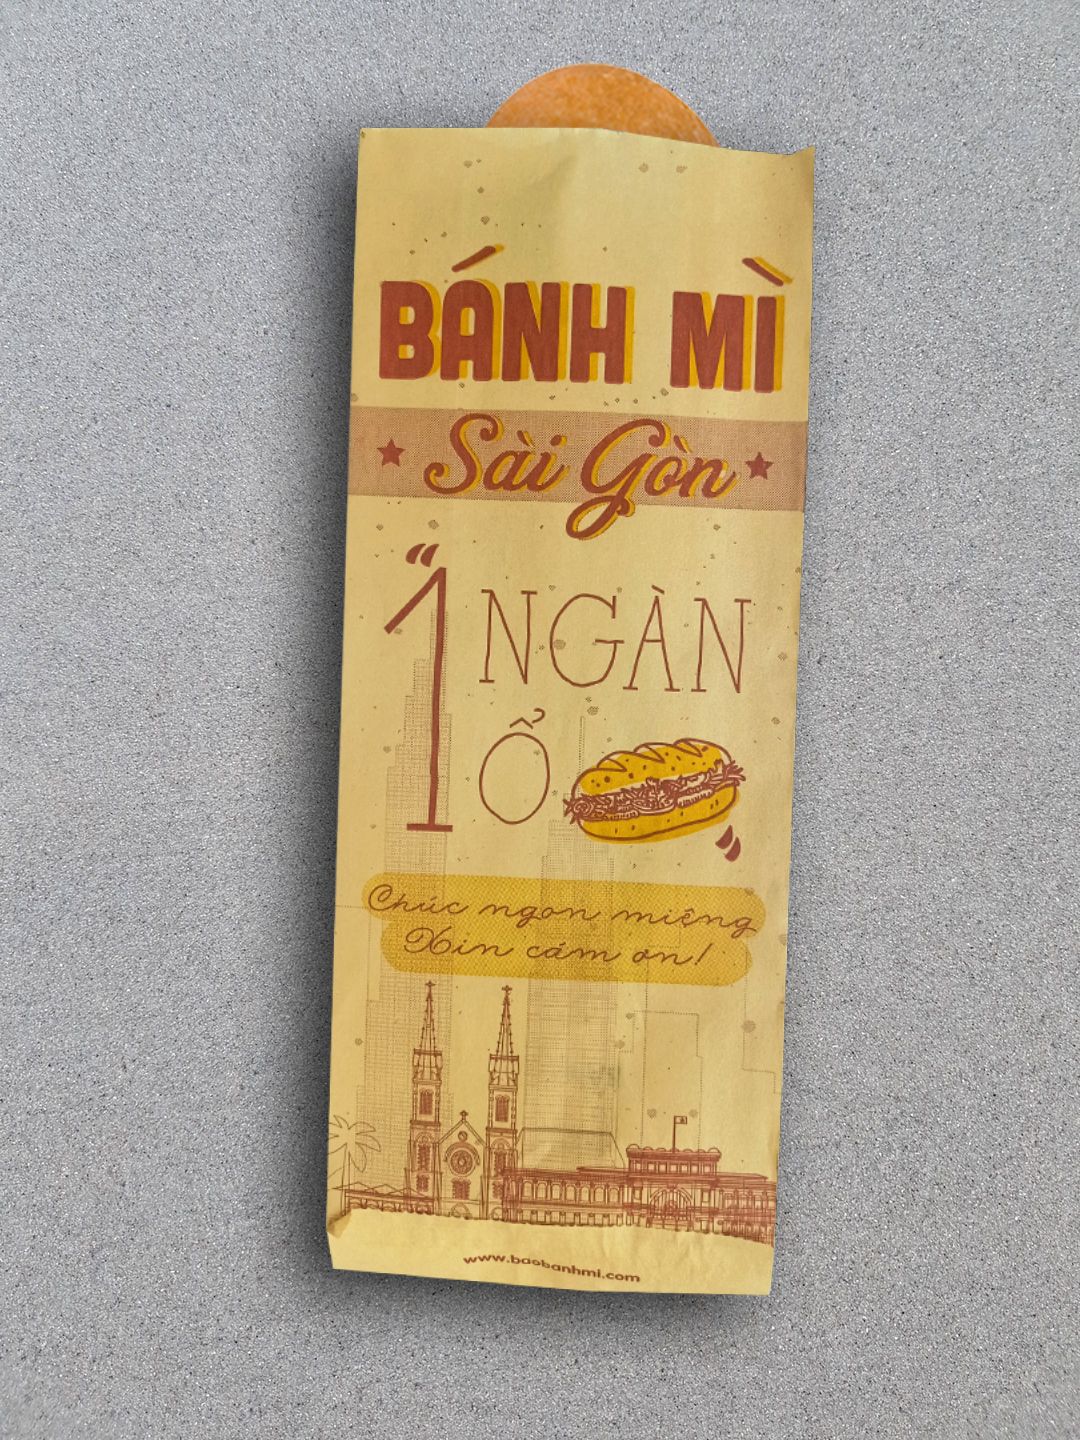 BÁNH MÌ
★ Sài Gòn ★
"1 NGÀN
Ổ "
Chúc ngon miệng
Xin cám ơn!
www.baobanhmi.com